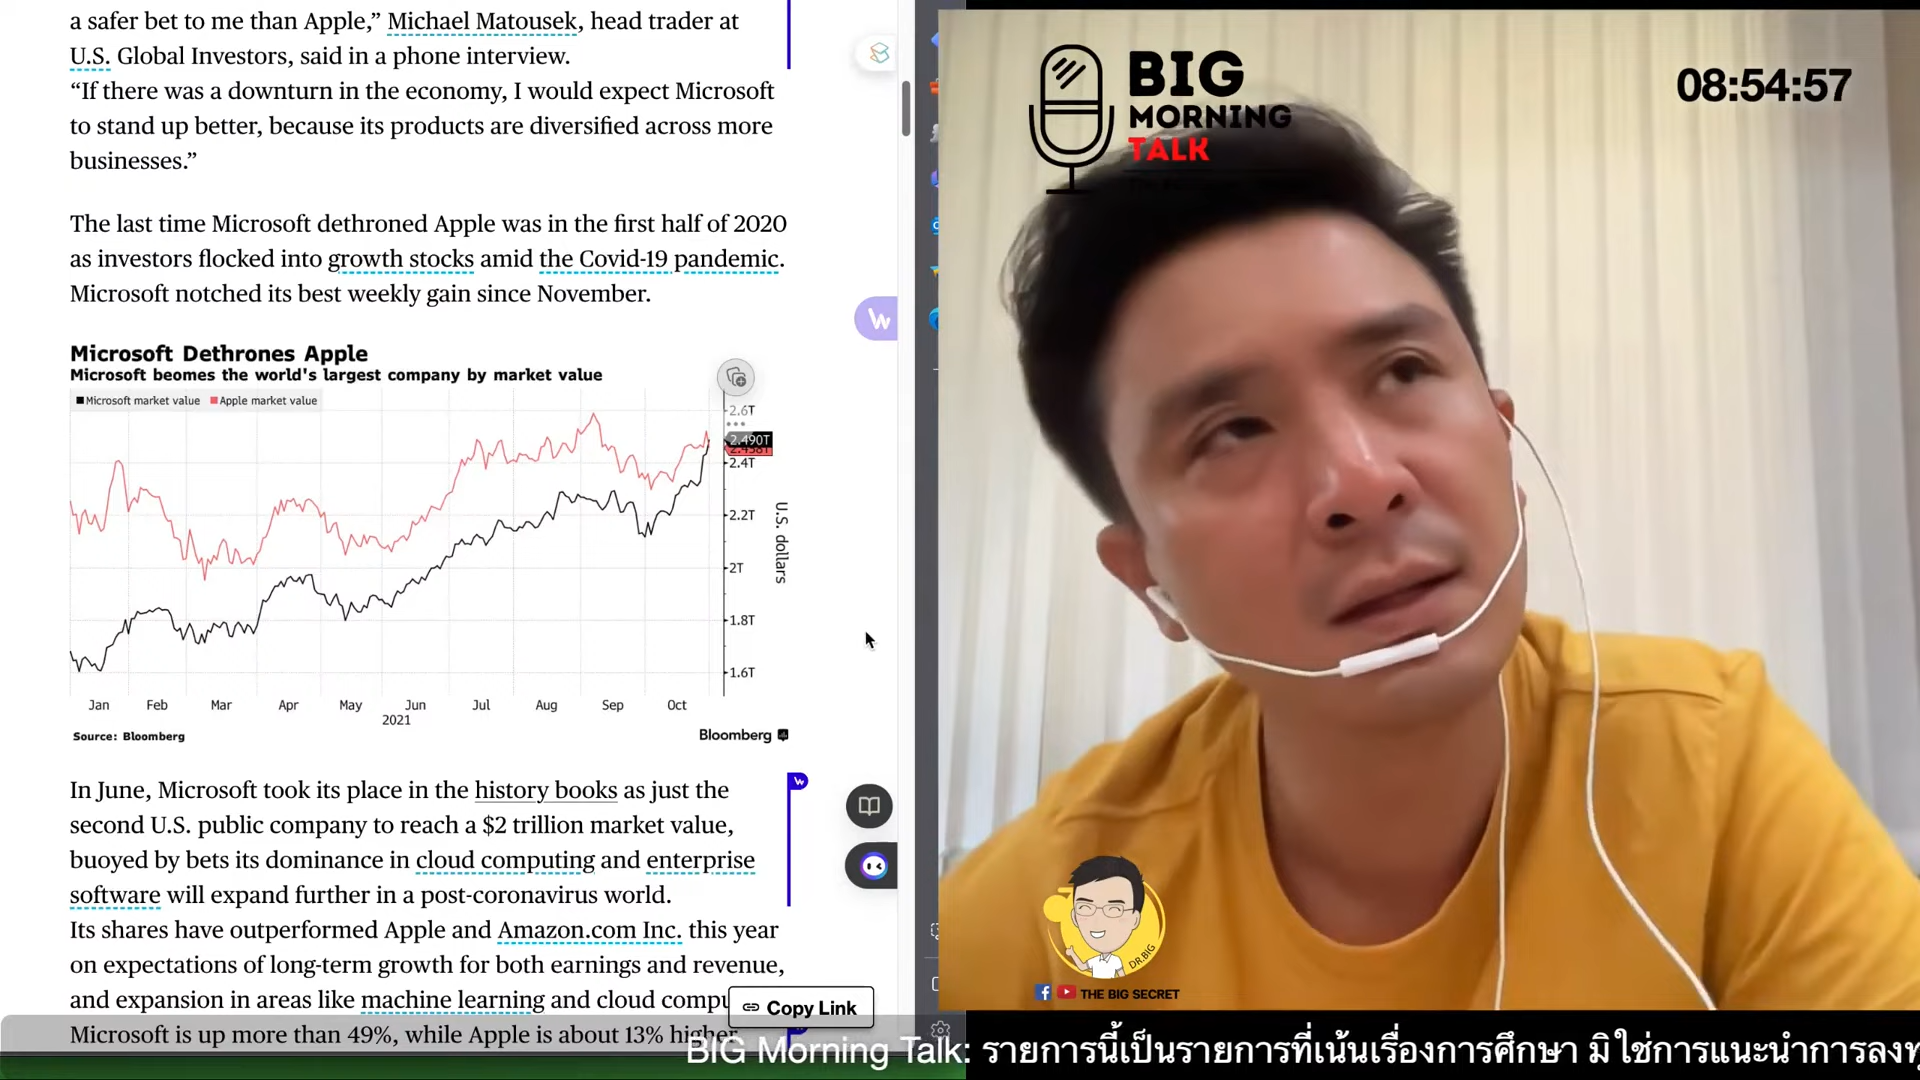 a safer bet to me than Apple,” Michael Matousek, head trader at
U.S. Global Investors, said in a phone interview.
“If there was a downturn in the economy, I would expect Microsoft
to stand up better, because its products are diversified across more
businesses.”
The last time Microsoft dethroned Apple was in the first half of 2020
as investors flocked into growth stocks amid the Covid-19 pandemic.
Microsoft notched its best weekly gain since November.
Microsoft Dethrones Apple
Microsoft beomes the world's largest company by market value
Microsoft market value Apple market value
2.6T
2.490T
2.4T
2.2T
2T
1.8T
1.6T
U.S. dollars
Jan Feb Mar Apr May Jun Jul Aug Sep Oct
2021
Source: Bloomberg
Bloomberg
In June, Microsoft took its place in the history books as just the
second U.S. public company to reach a $2 trillion market value,
buoyed by bets its dominance in cloud computing and enterprise
software will expand further in a post-coronavirus world.
Its shares have outperformed Apple and Amazon.com Inc. this year
on expectations of long-term growth for both earnings and revenue,
and expansion in areas like machine learning and cloud compu
Copy Link
Microsoft is up more than 49%, while Apple is about 13% higher
BIG
MORNING
TALK
08:54:57
DR.BIG
THE BIG SECRET
BIG Morning Talk: รายการนี้เป็นรายการที่เน้นเรื่องการศึกษา มิใช่การแนะนำการลงทุ